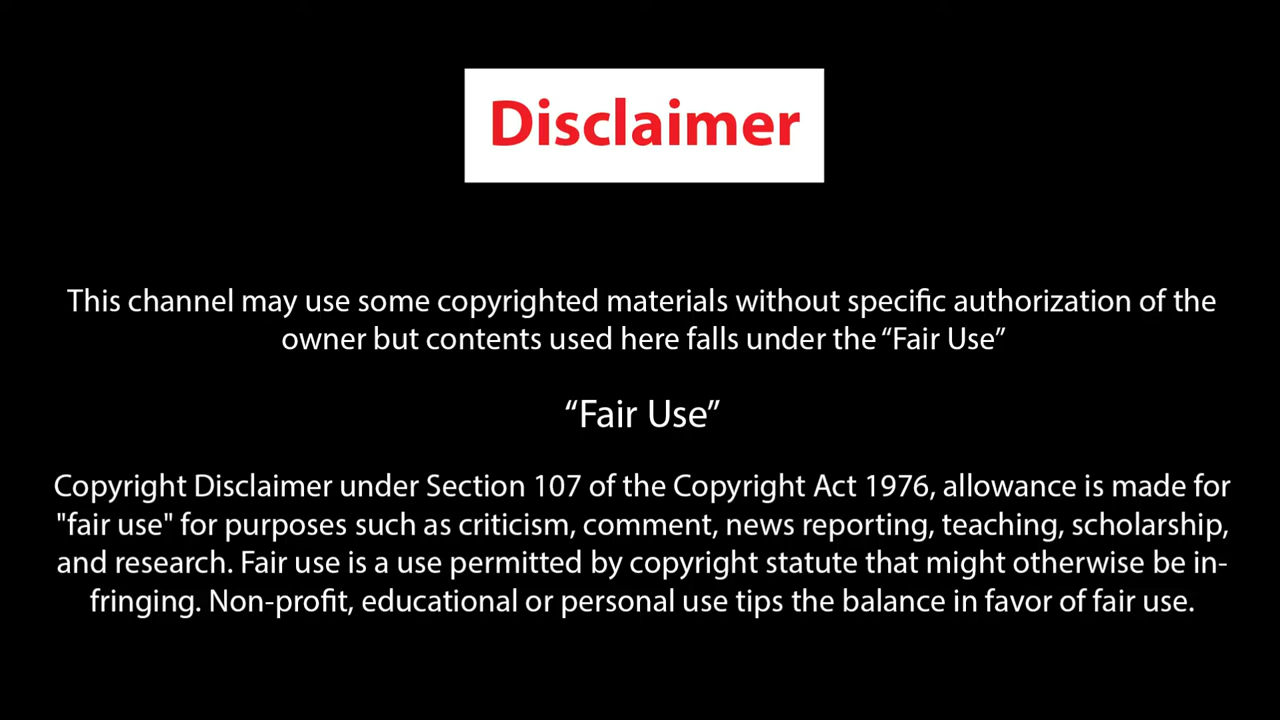 Disclaimer
This channel may use some copyrighted materials without specific authorization of the
owner but contents used here falls under the “Fair Use”
“Fair Use”
Copyright Disclaimer under Section 107 of the Copyright Act 1976, allowance is made for
"fair use" for purposes such as criticism, comment, news reporting, teaching, scholarship,
and research. Fair use is a use permitted by copyright statute that might otherwise be in-
fringing. Non-profit, educational or personal use tips the balance in favor of fair use.